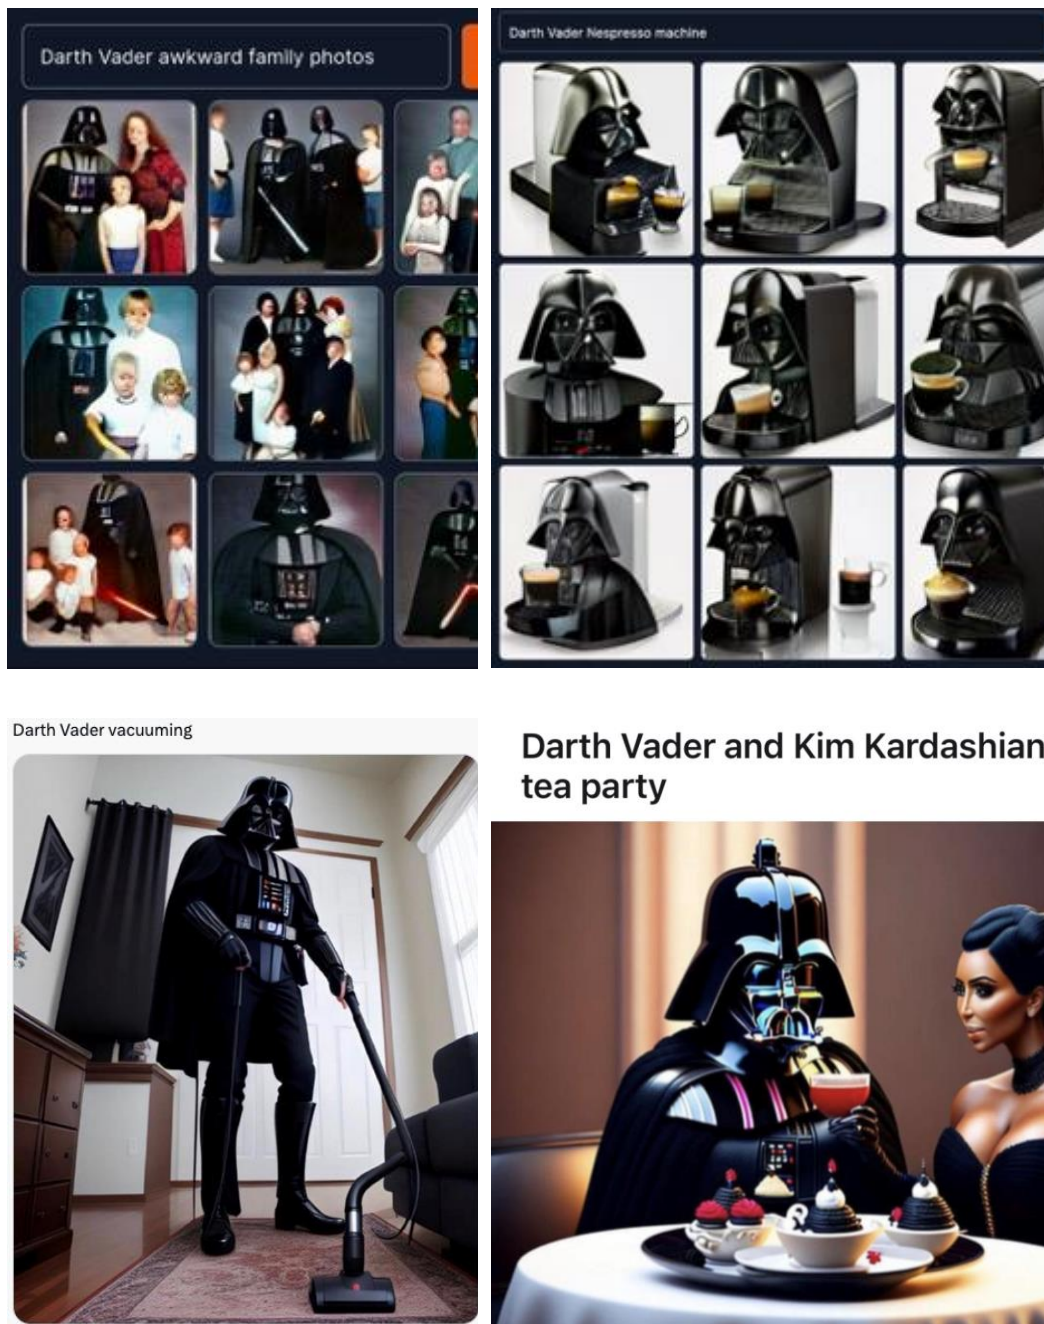 Darth Vader awkward family photos
Darth Vader Nespresso machine
Darth Vader vacuuming
Darth Vader and Kim Kardashian
tea party